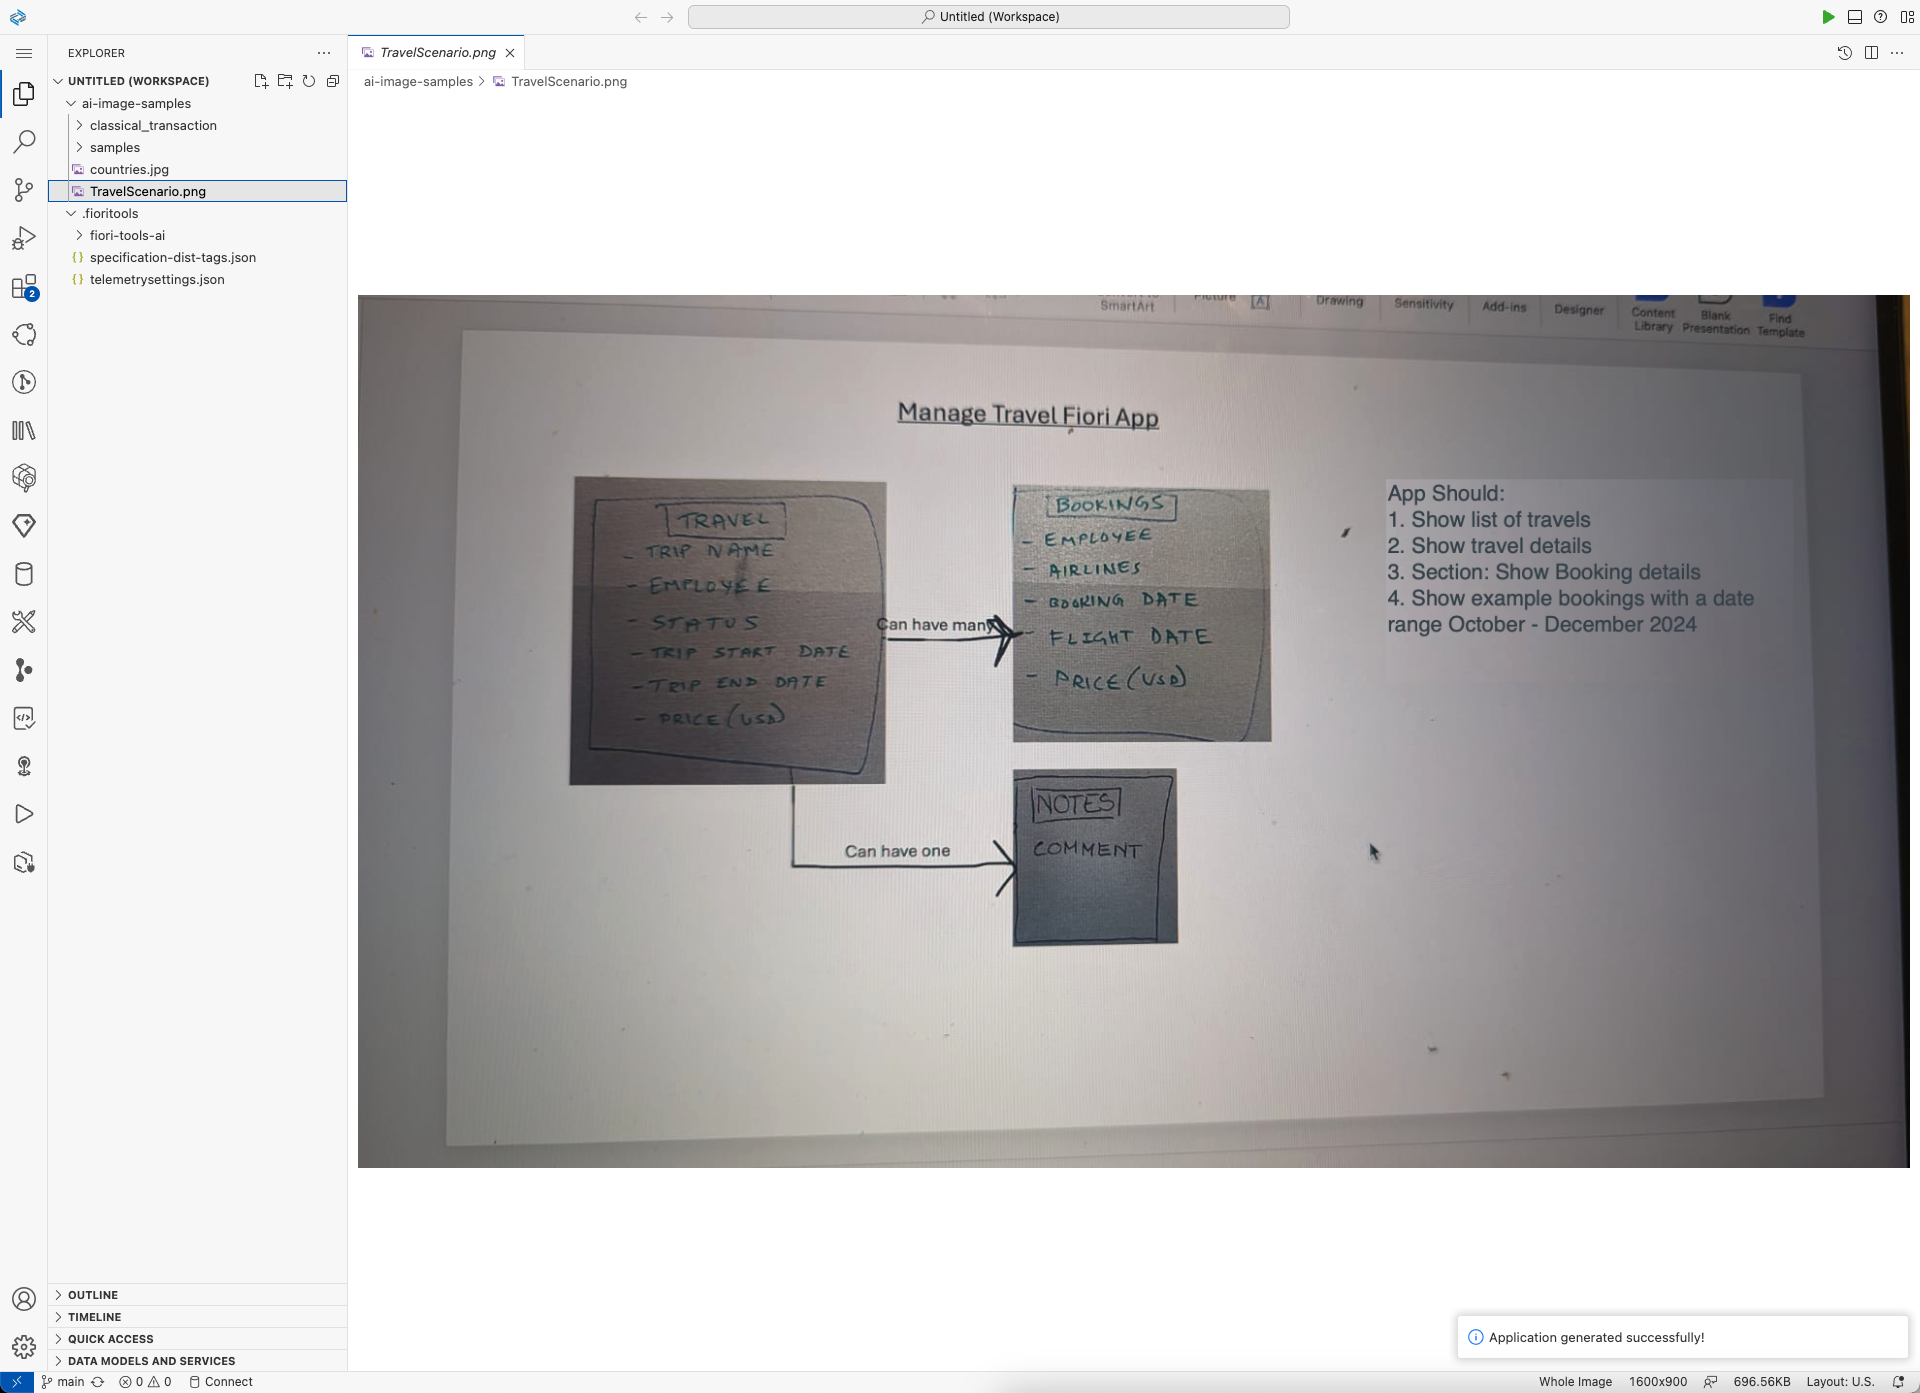 Untitled (Workspace)
EXPLORER
UNTITLED (WORKSPACE)
ai-image-samples
classical_transaction
samples
countries.jpg
TravelScenario.png
.fioritools
fiori-tools-ai
specification-dist-tags.json
telemetrysettings.json
2
OUTLINE
TIMELINE
QUICK ACCESS
DATA MODELS AND SERVICES
TravelScenario.png
ai-image-samples > TravelScenario.png
SmartArt
Picture
Drawing
Sensitivity
Add-ins
Designer
Content
Library
Blank
Presentation
Find
Template
Manage Travel Fiori App
TRAVEL
- TRIP NAME
- EMPLOYEE
- STATUS
- TRIP START DATE
- TRIP END DATE
- PRICE (USD)
Can have many
BOOKINGS
- EMPLOYEE
- AIRLINES
- BOOKING DATE
- FLIGHT DATE
- PRICE (USD)
Can have one
NOTES
COMMENT
App Should:
1. Show list of travels
2. Show travel details
3. Section: Show Booking details
4. Show example bookings with a date
range October - December 2024
Application generated successfully!
main
0
0
Connect
Whole Image
1600x900
696.56KB
Layout: U.S.